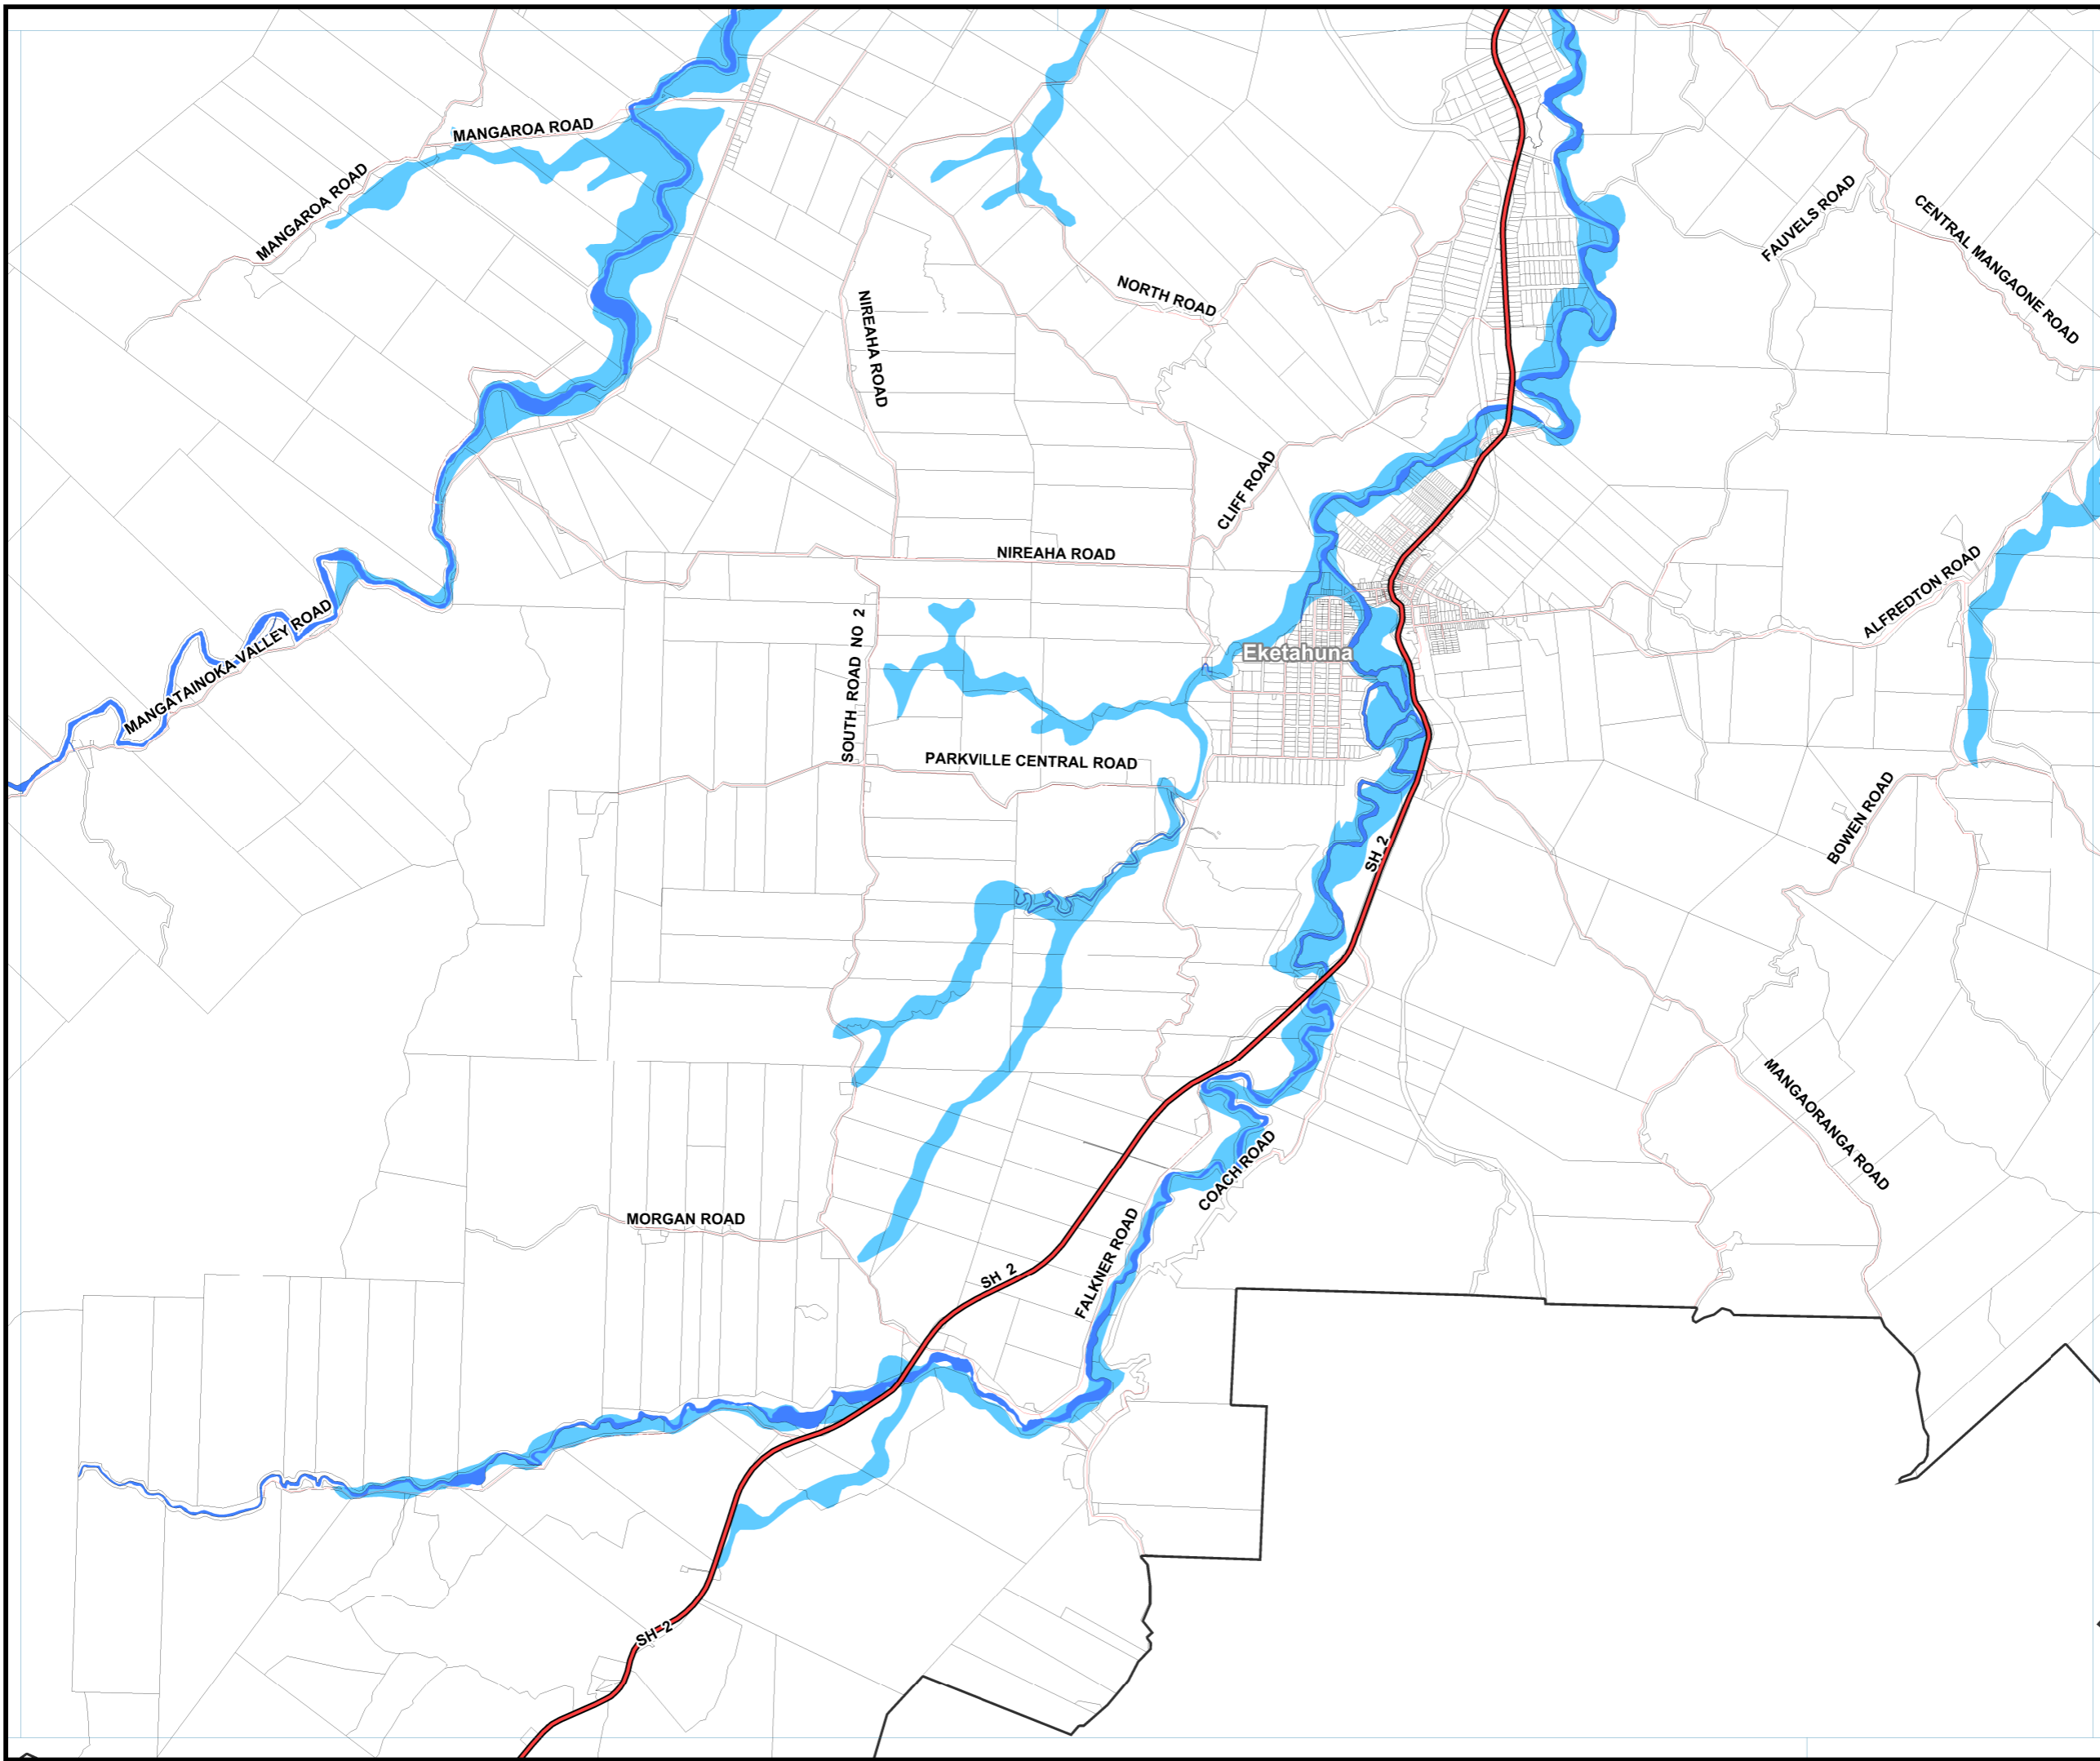 MANGAROA ROAD
MANGAROA ROAD
FAUVELS ROAD
CENTRAL MANGAONE ROAD
NORTH ROAD
NIREAHA ROAD
CLIFF ROAD
NIREAHA ROAD
ALFREDTON ROAD
MANGATAINOKA VALLEY ROAD
SOUTH ROAD NO 2
Eketahuna
PARKVILLE CENTRAL ROAD
BOWEN ROAD
SH 2
MANGAORANGA ROAD
COACH ROAD
MORGAN ROAD
FALKNER ROAD
SH 2
SH 2